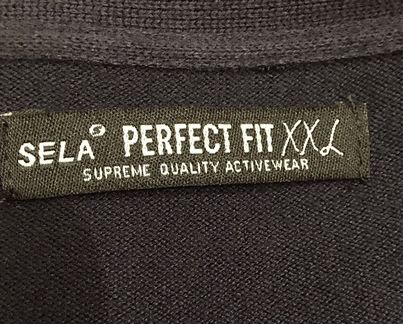 SELA PERFECT FIT XXL
SUPREME QUALITY ACTIVEWEAR